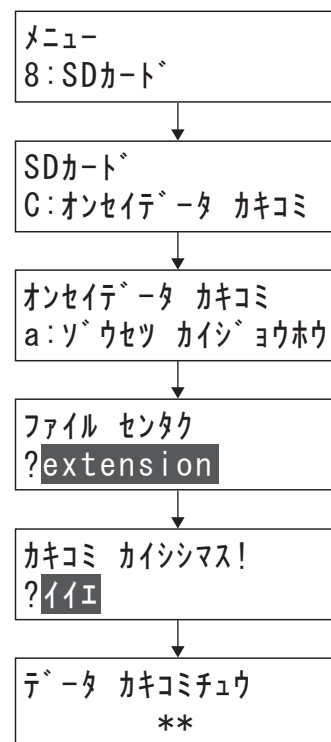 メニュー
8:SDカード
SDカード
C:オンセイデータ カキコミ
オンセイデータ カキコミ
a:ゾウセツ カイジョウホウ
ファイル センタク
?extension
カキコミ カイシシマス!
?イイエ
データ カキコミチュウ
**